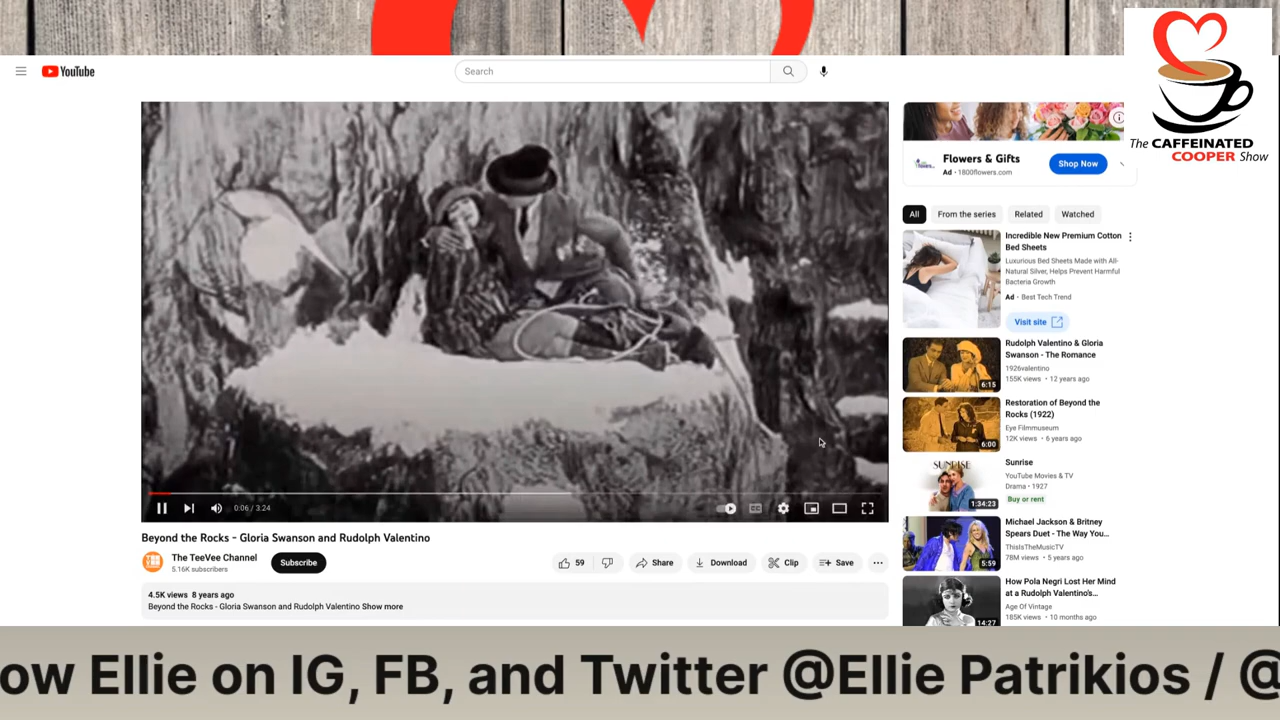 YouTube
Search
The CAFFEINATED
COOPER Show
Flowers & Gifts
Ad · 1800flowers.com
Shop Now
All
From the series
Related
Watched
Incredible New Premium Cotton
Bed Sheets
Luxurious Bed Sheets Made with All-
Natural Silver, Helps Prevent Harmful
Bacteria Growth
Ad · Best Tech Trend
Visit site
Rudolph Valentino & Gloria
Swanson - The Romance
1926valentino
155K views · 12 years ago
6:15
Restoration of Beyond the
Rocks (1922)
Eye Filmmuseum
12K views · 6 years ago
6:00
SUNRISE
Sunrise
YouTube Movies & TV
Drama · 1927
Buy or rent
1:34:23
Michael Jackson & Britney
Spears Duet - The Way You...
ThisIsTheMusicTV
78M views · 5 years ago
5:59
How Pola Negri Lost Her Mind
at a Rudolph Valentino's...
Age Of Vintage
185K views · 10 months ago
14:27
0:06 / 3:24
CC
Beyond the Rocks - Gloria Swanson and Rudolph Valentino
The TeeVee Channel
5.16K subscribers
Subscribe
59
Share
Download
Clip
Save
4.5K views 8 years ago
Beyond the Rocks - Gloria Swanson and Rudolph Valentino Show more
ow Ellie on IG, FB, and Twitter @Ellie Patrikios / @